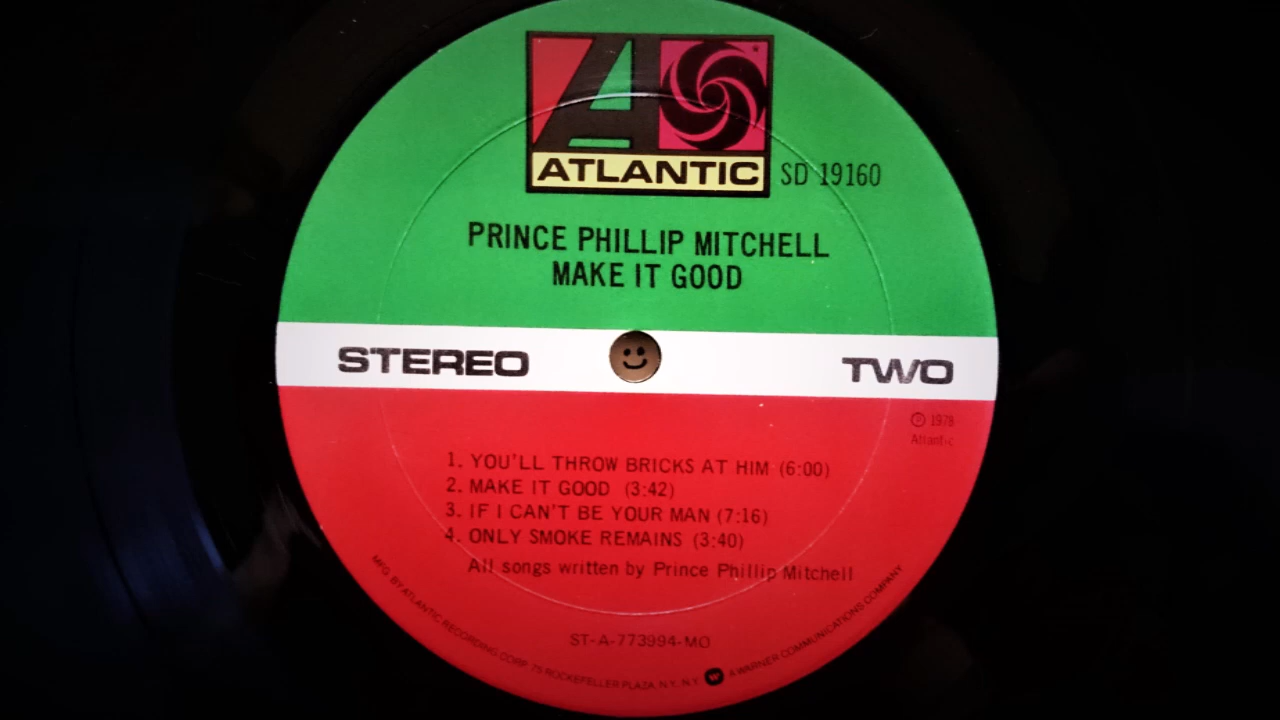 ATLANTIC SD 19160
PRINCE PHILLIP MITCHELL
MAKE IT GOOD
STEREO TWO
℗ 1978
Atlantic
1. YOU'LL THROW BRICKS AT HIM (6:00)
2. MAKE IT GOOD (3:42)
3. IF I CAN'T BE YOUR MAN (7:16)
4. ONLY SMOKE REMAINS (3:40)
All songs written by Prince Phillip Mitchell
ST-A-773994-MO
MFG. BY ATLANTIC RECORDING CORP. 75 ROCKEFELLER PLAZA, N.Y., N.Y. W A WARNER COMMUNICATIONS COMPANY